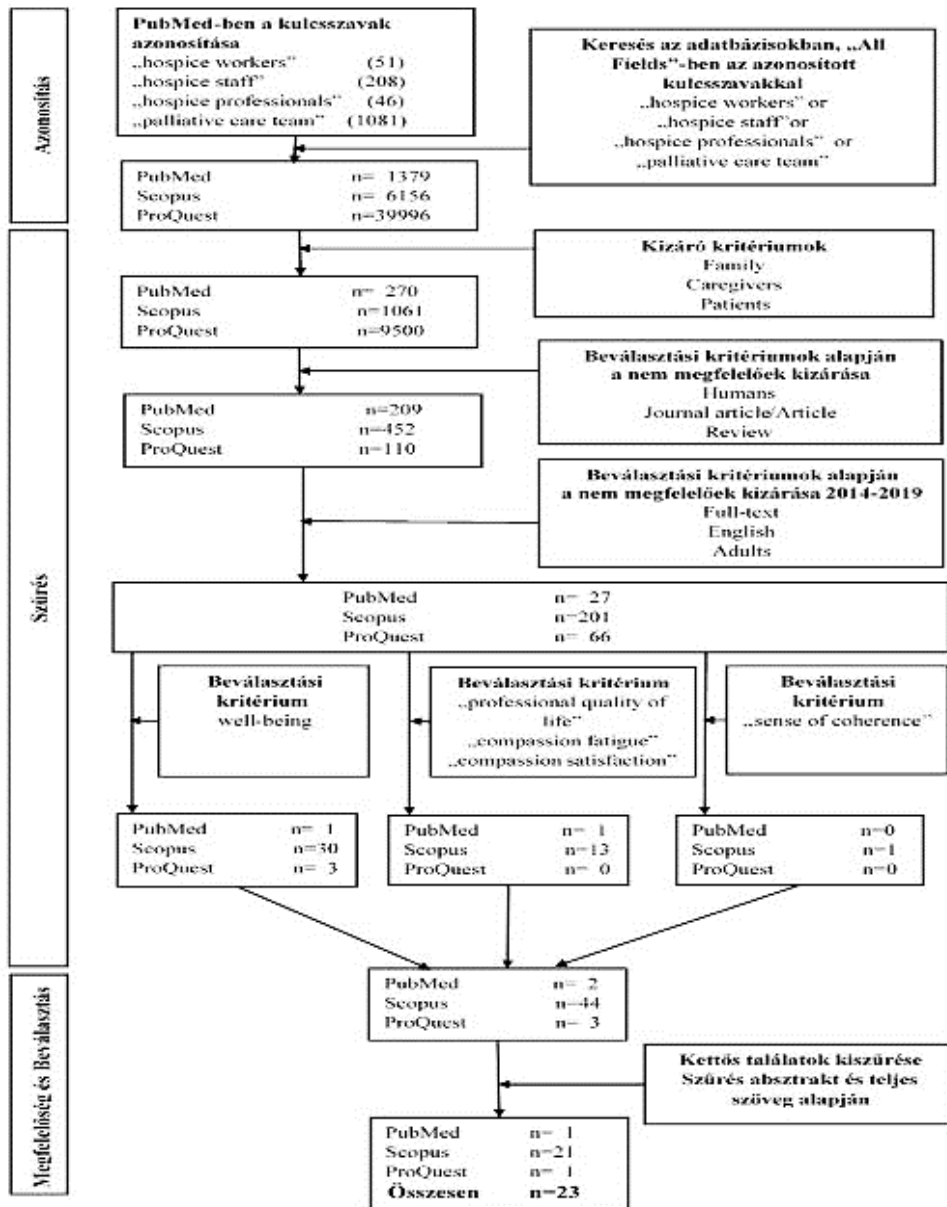 Azonosítás
PubMed-ben a kulcsszavak
azonosítása
„hospice workers” (51)
„hospice staff” (208)
„hospice professionals” (46)
„palliative care team” (1081)
Keresés az adatbázisokban, „All
Fields”-ben az azonosított
kulcsszavakkal
„hospice workers” or
„hospice staff”or
„hospice professionals” or
„palliative care team”
PubMed n= 1379
Scopus n= 6156
ProQuest n=39996
Szűrés
Kizáró kritériumok
Family
Caregivers
Patients
PubMed n= 270
Scopus n=1061
ProQuest n=9500
Beválasztási kritériumok alapján
a nem megfelelőek kizárása
Humans
Journal article/Article
Review
PubMed n=209
Scopus n=452
ProQuest n=110
Beválasztási kritériumok alapján
a nem megfelelőek kizárása 2014-2019
Full-text
English
Adults
PubMed n= 27
Scopus n=201
ProQuest n= 66
Beválasztási
kritérium
well-being
Beválasztási kritérium
„professional quality of
life”
„compassion fatigue”
„compassion satisfaction”
Beválasztási
kritérium
„sense of coherence”
PubMed n= 1
Scopus n=30
ProQuest n= 3
PubMed n= 1
Scopus n=13
ProQuest n= 0
PubMed n=0
Scopus n=1
ProQuest n=0
Megfelelőség és Beválasztás
PubMed n= 2
Scopus n=44
ProQuest n= 3
Kettős találatok kiszűrése
Szűrés absztrakt és teljes
szöveg alapján
PubMed n= 1
Scopus n=21
ProQuest n= 1
Összesen n=23